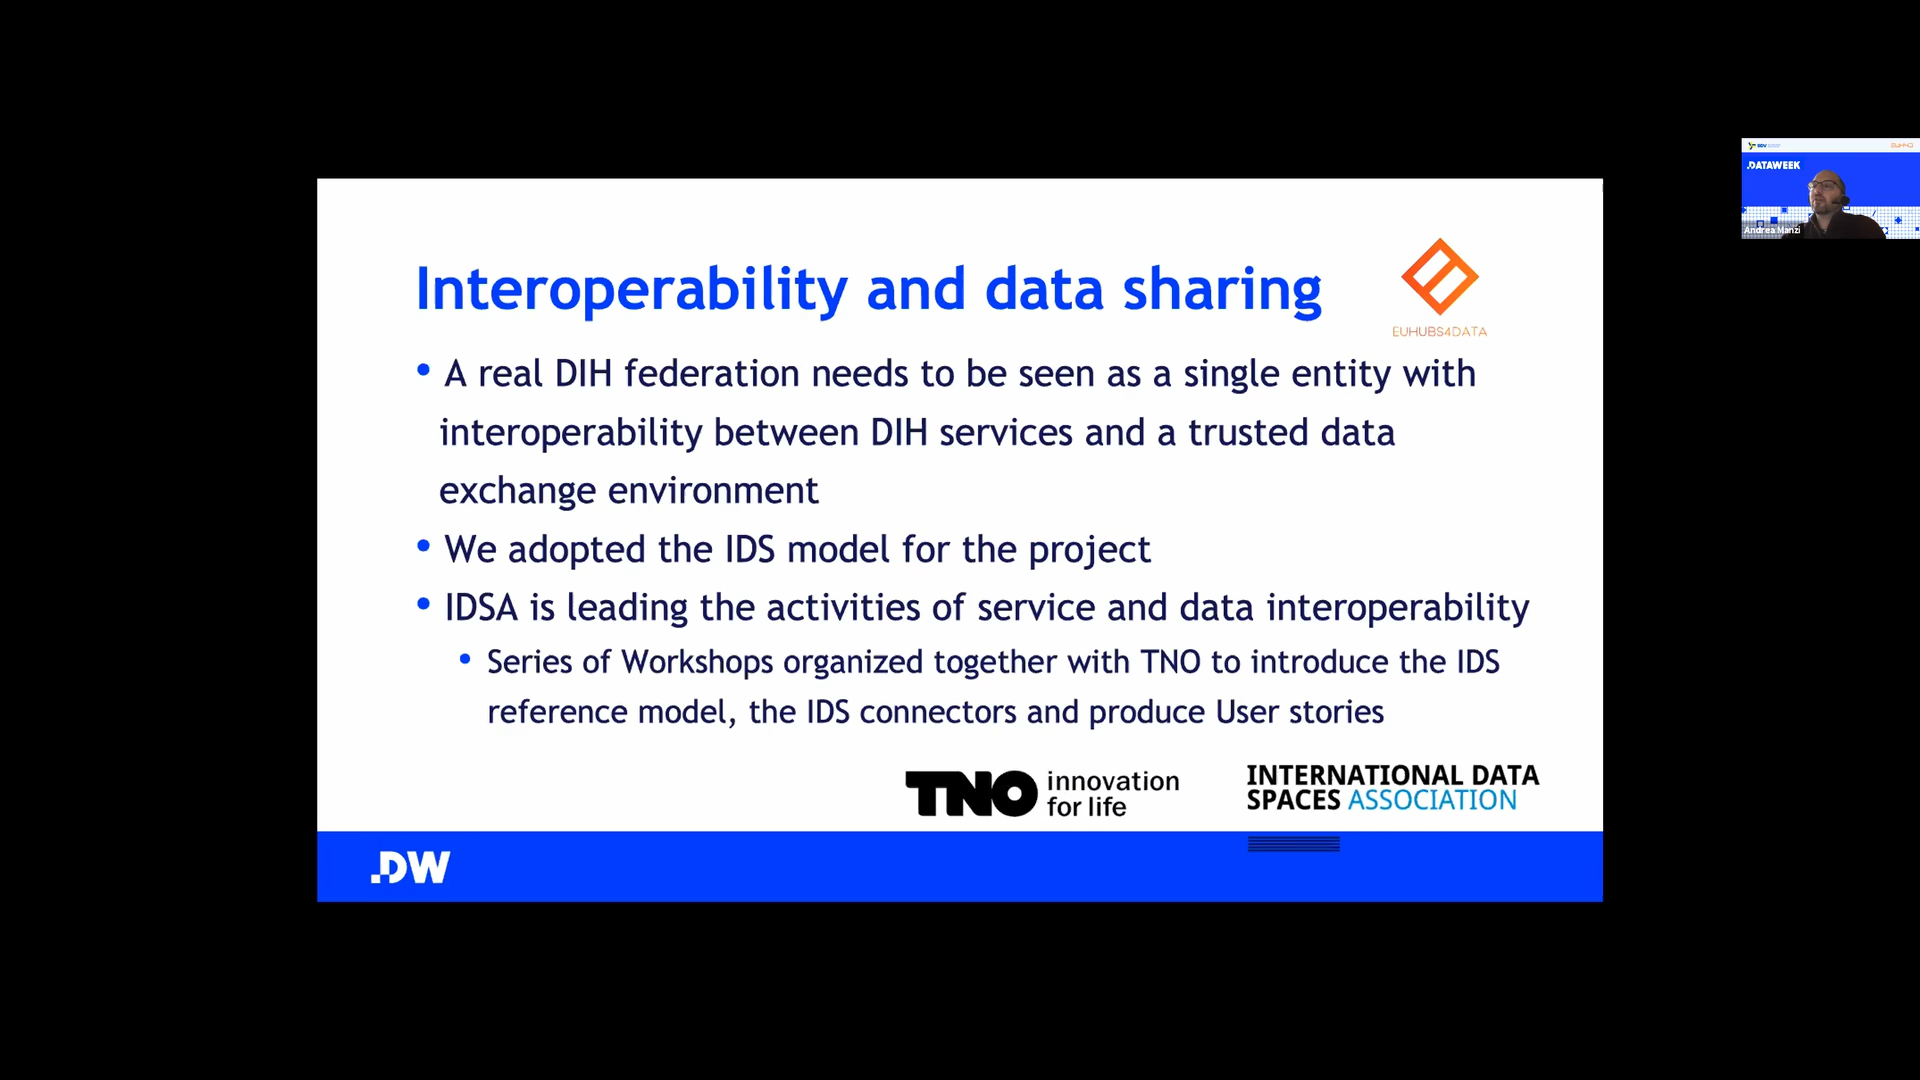 Interoperability and data sharing
EUHUBS4DATA
• A real DIH federation needs to be seen as a single entity with
interoperability between DIH services and a trusted data
exchange environment
• We adopted the IDS model for the project
• IDSA is leading the activities of service and data interoperability
• Series of Workshops organized together with TNO to introduce the IDS
reference model, the IDS connectors and produce User stories
TNO innovation
for life
INTERNATIONAL DATA
SPACES ASSOCIATION
.DW
.DATAWEEK
Andrea Manzi